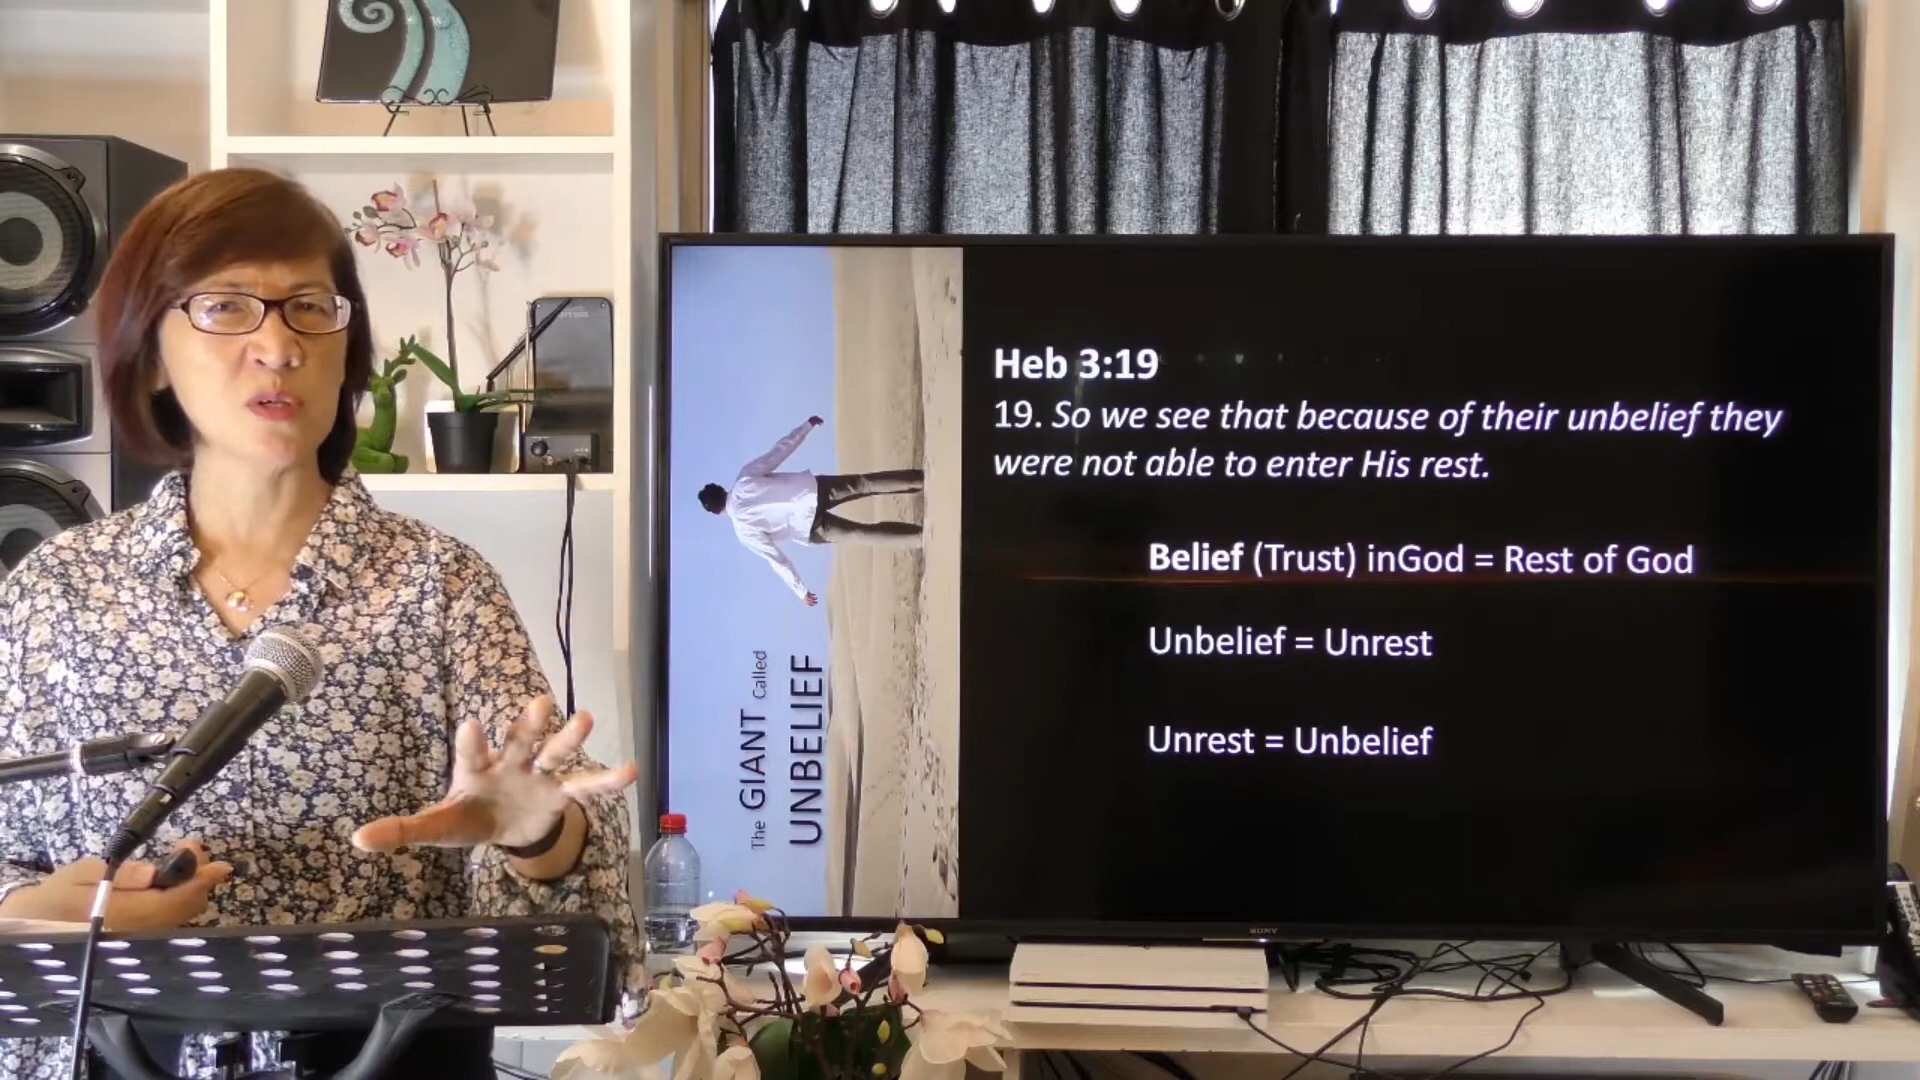 The GIANT Called
UNBELIEF
Heb 3:19
19. So we see that because of their unbelief they
were not able to enter His rest.
Belief (Trust) inGod = Rest of God
Unbelief = Unrest
Unrest = Unbelief
SONY